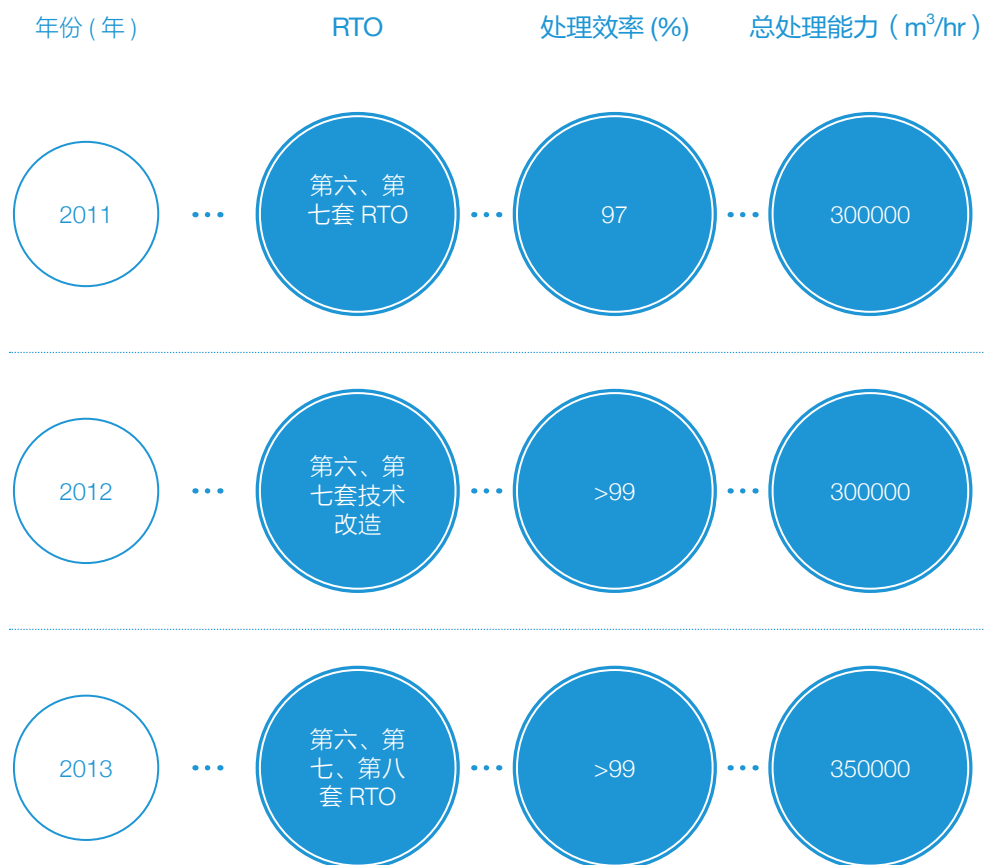 年份 ( 年 ) RTO 处理效率 (%) 总处理能力（ m³/hr ）
2011 第六、第 97 300000
七套 RTO
2012 第六、第 >99 300000
七套技术
改造
2013 第六、第 >99 350000
七、第八
套 RTO